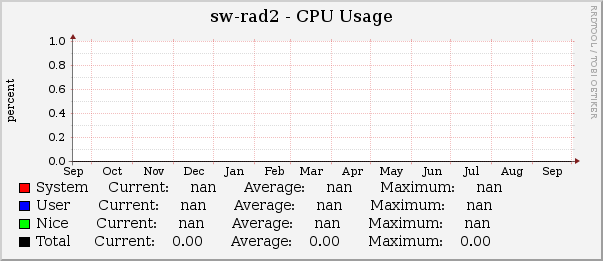 sw-rad2 - CPU Usage
RRDTOOL / TOBI OETIKER
percent
1.0
0.8
0.6
0.4
0.2
0.0
Sep Oct Nov Dec Jan Feb Mar Apr May Jun Jul Aug Sep
System Current: nan Average: nan Maximum: nan
User Current: nan Average: nan Maximum: nan
Nice Current: nan Average: nan Maximum: nan
Total Current: 0.00 Average: 0.00 Maximum: 0.00